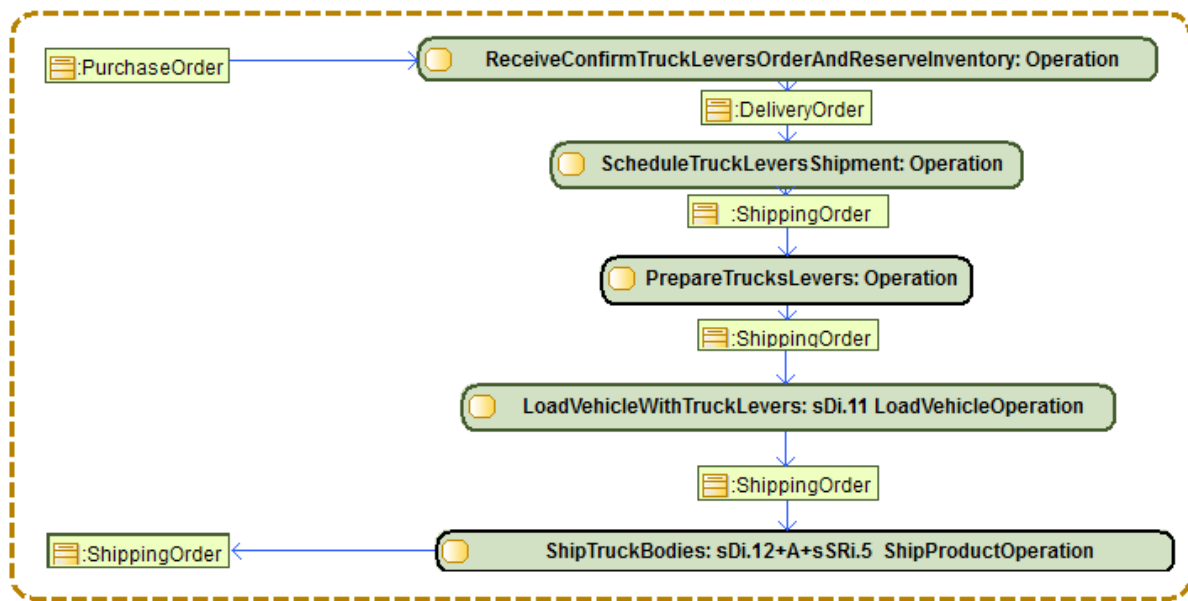 :PurchaseOrder
ReceiveConfirmTruckLeversOrderAndReserveInventory: Operation
:DeliveryOrder
ScheduleTruckLeversShipment: Operation
:ShippingOrder
PrepareTrucksLevers: Operation
:ShippingOrder
LoadVehicleWithTruckLevers: sDi.11 LoadVehicleOperation
:ShippingOrder
:ShippingOrder
ShipTruckBodies: sDi.12+A+sSRi.5 ShipProductOperation